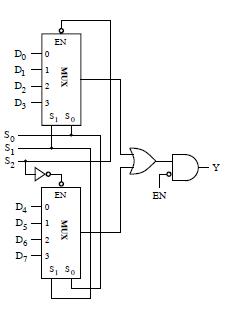 EN
D₀ 0
D₁ 1
D₂ 2
D₃ 3
MUX
S₁ S₀
S₀
S₁
S₂
Y
EN
EN
D₄ 0
D₅ 1
D₆ 2
D₇ 3
MUX
S₁ S₀